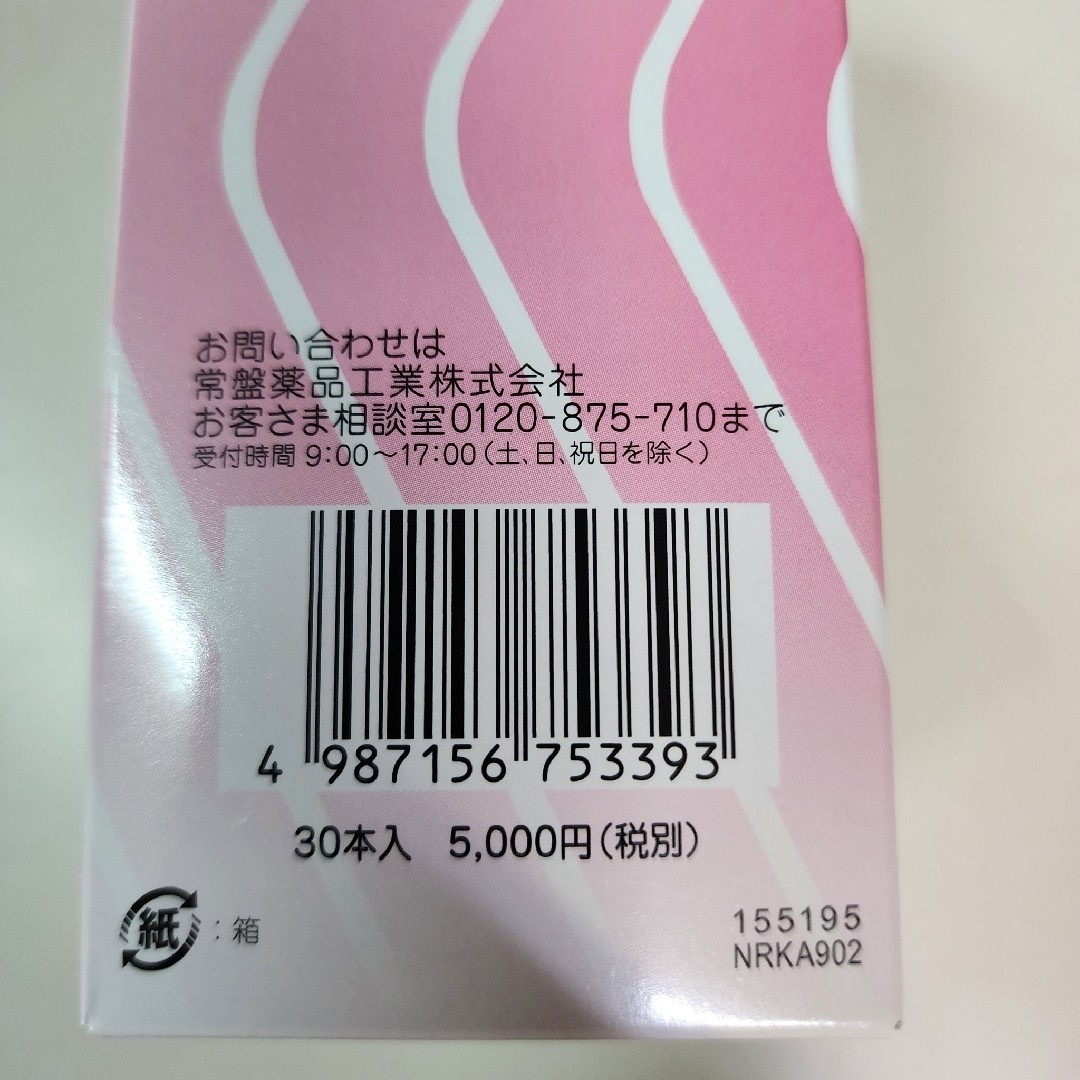 お問い合わせは
常盤薬品工業株式会社
お客さま相談室0120-875-710まで
受付時間 9:00～17:00（土、日、祝日を除く）
4 987156 753393
30本入 5,000円（税別）
紙：箱
155195
NRKA902